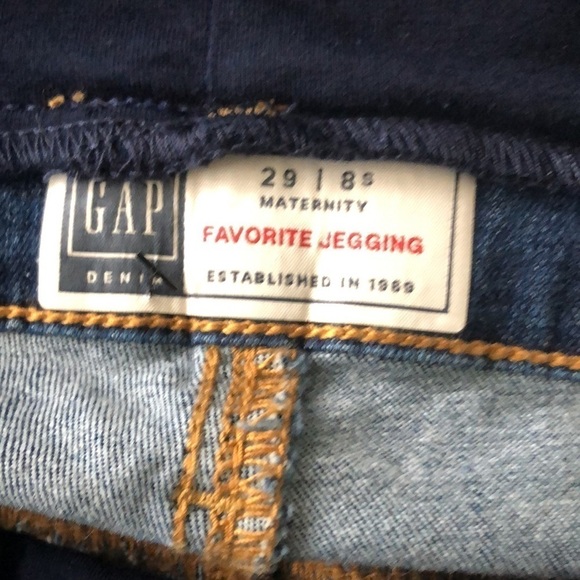 GAP
DENIM
29 | 8S
MATERNITY
FAVORITE JEGGING
ESTABLISHED IN 1969